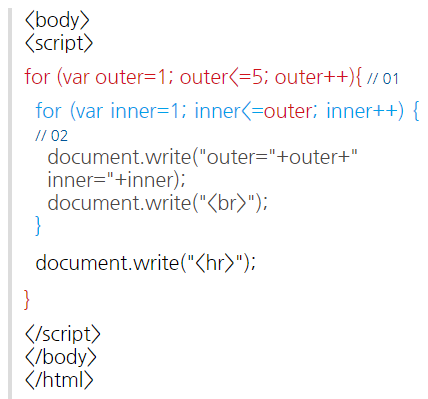 <body>
<script>
for (var outer=1; outer<=5; outer++){ // 01
for (var inner=1; inner<=outer; inner++) {
// 02
document.write("outer="+outer+"
inner="+inner);
document.write("<br>");
}
document.write("<hr>");
}
</script>
</body>
</html>